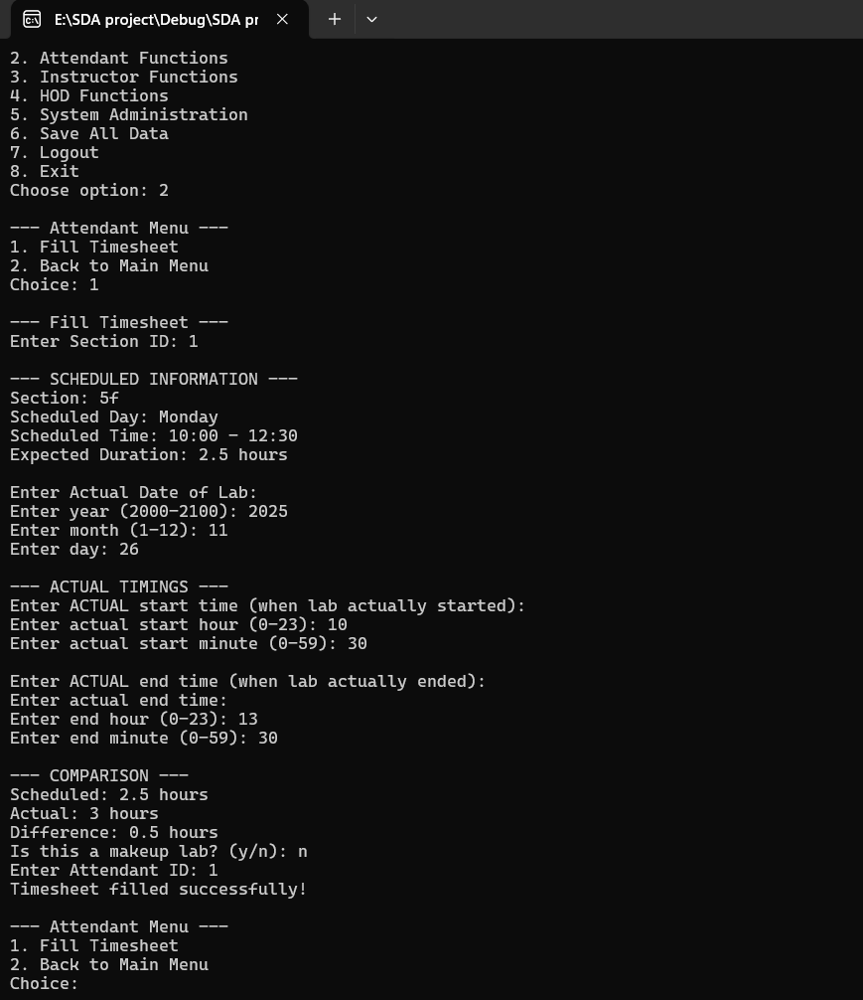 E:\SDA project\Debug\SDA pr
2. Attendant Functions
3. Instructor Functions
4. HOD Functions
5. System Administration
6. Save All Data
7. Logout
8. Exit
Choose option: 2
--- Attendant Menu ---
1. Fill Timesheet
2. Back to Main Menu
Choice: 1
--- Fill Timesheet ---
Enter Section ID: 1
--- SCHEDULED INFORMATION ---
Section: 5f
Scheduled Day: Monday
Scheduled Time: 10:00 - 12:30
Expected Duration: 2.5 hours
Enter Actual Date of Lab:
Enter year (2000-2100): 2025
Enter month (1-12): 11
Enter day: 26
--- ACTUAL TIMINGS ---
Enter ACTUAL start time (when lab actually started):
Enter actual start hour (0-23): 10
Enter actual start minute (0-59): 30
Enter ACTUAL end time (when lab actually ended):
Enter actual end time:
Enter end hour (0-23): 13
Enter end minute (0-59): 30
--- COMPARISON ---
Scheduled: 2.5 hours
Actual: 3 hours
Difference: 0.5 hours
Is this a makeup lab? (y/n): n
Enter Attendant ID: 1
Timesheet filled successfully!
--- Attendant Menu ---
1. Fill Timesheet
2. Back to Main Menu
Choice: